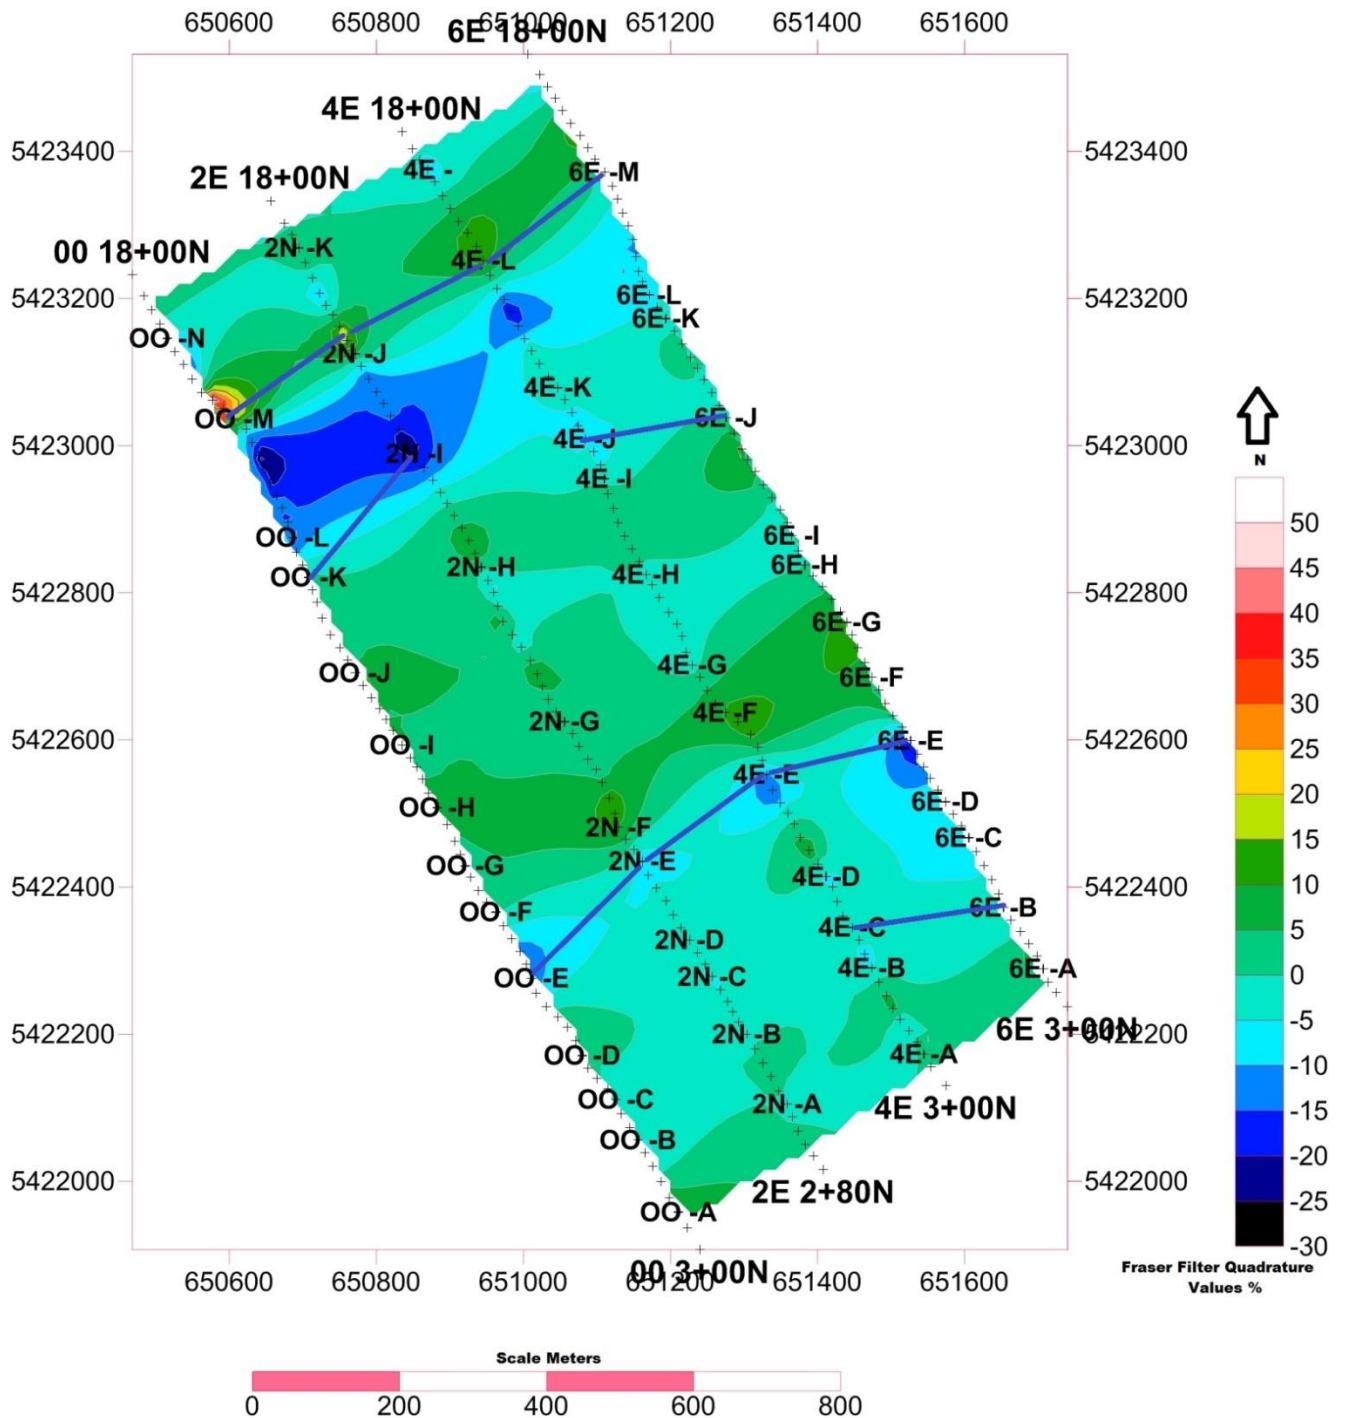 650600 650800 651000 651200 651400 651600
6E 18+00N
4E 18+00N
5423400 5423400
4E -
6E -M
2E 18+00N
2N -K
00 18+00N
4E -L
5423200 6E -L 5423200
6E -K
OO -N
2N -J
4E -K
OO -M 6E -J
5423000 4E -J 5423000
2N -I
4E -I
OO -L 6E -I
6E -H
2N -H
OO -K 4E -H
5422800 5422800
6E -G
4E -G
OO -J 6E -F
4E -F
2N -G
5422600 OO -I 6E -E 5422600
4E -E
OO -H 6E -D
2N -F
6E -C
2N -E
OO -G
4E -D
5422400 5422400
OO -F 6E -B
4E -C
2N -D
4E -B 6E -A
OO -E 2N -C
5422200 2N -B 6E 3+00N 5422200
OO -D 4E -A
OO -C 2N -A 4E 3+00N
OO -B
5422000 2E 2+80N 5422000
OO -A
00 3+00N
650600 650800 651000 651200 651400 651600
N
50
45
40
35
30
25
20
15
10
5
0
-5
-10
-15
-20
-25
-30
Fraser Filter Quadrature
Values %
Scale Meters
0 200 400 600 800